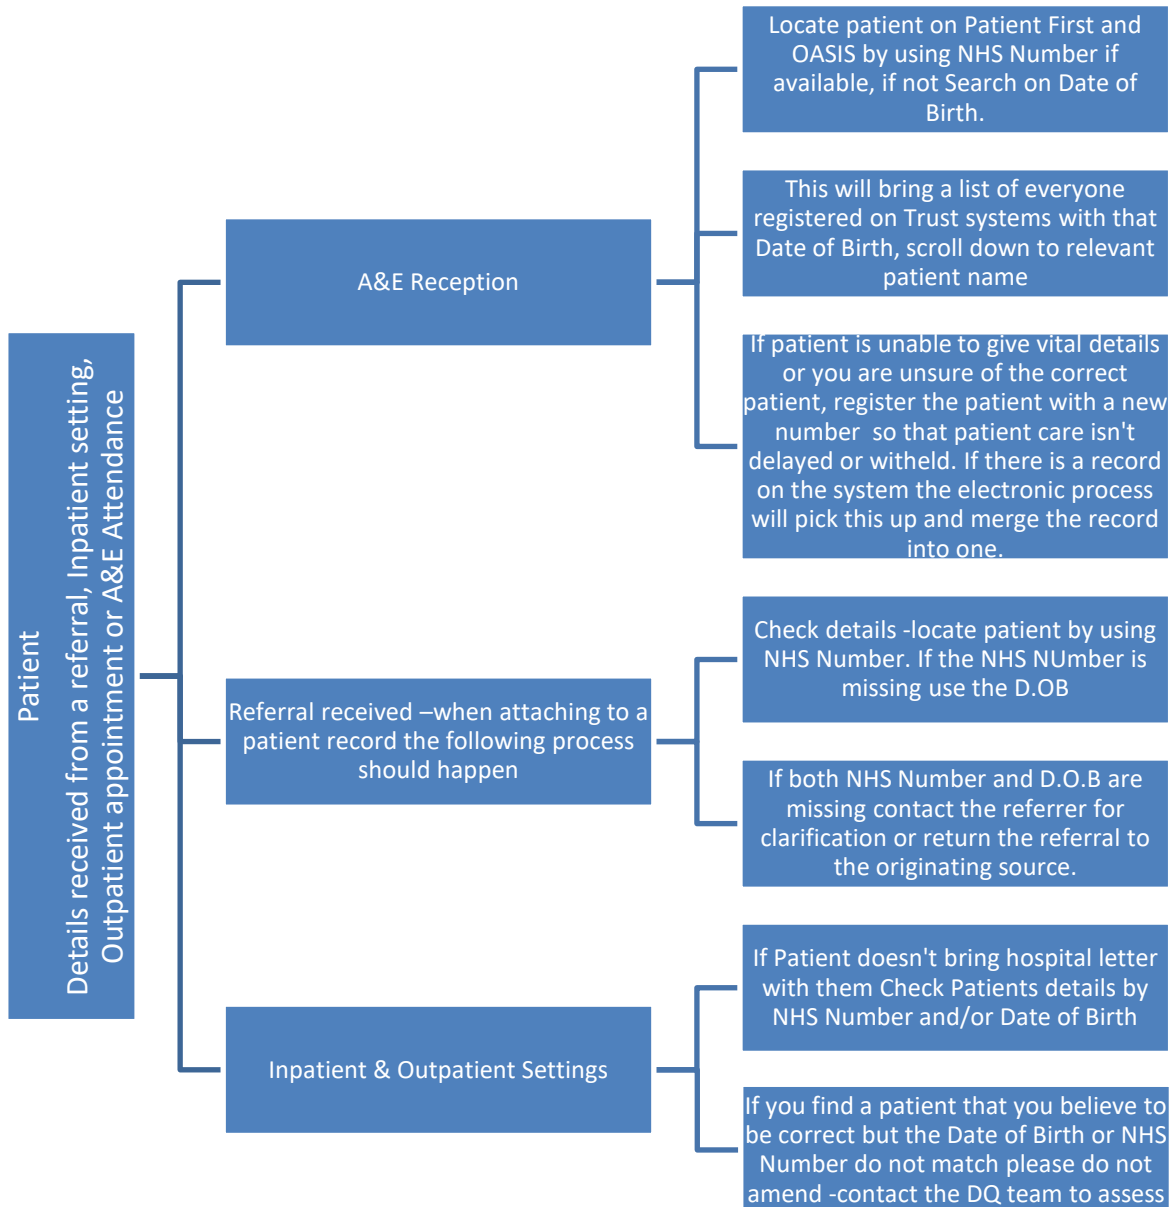 Patient
Details received from a referral, Inpatient setting,
Outpatient appointment or A&E Attendance
A&E Reception
Locate patient on Patient First and
OASIS by using NHS Number if
available, if not Search on Date of
Birth.
This will bring a list of everyone
registered on Trust systems with that
Date of Birth, scroll down to relevant
patient name
If patient is unable to give vital details
or you are unsure of the correct
patient, register the patient with a new
number  so that patient care isn't
delayed or witheld. If there is a record
on the system the electronic process
will pick this up and merge the record
into one.
Referral received –when attaching to a
patient record the following process
should happen
Check details -locate patient by using
NHS Number. If the NHS NUmber is
missing use the D.OB
If both NHS Number and D.O.B are
missing contact the referrer for
clarification or return the referral to
the originating source.
Inpatient & Outpatient Settings
If Patient doesn't bring hospital letter
with them Check Patients details by
NHS Number and/or Date of Birth
If you find a patient that you believe to
be correct but the Date of Birth or NHS
Number do not match please do not
amend -contact the DQ team to assess